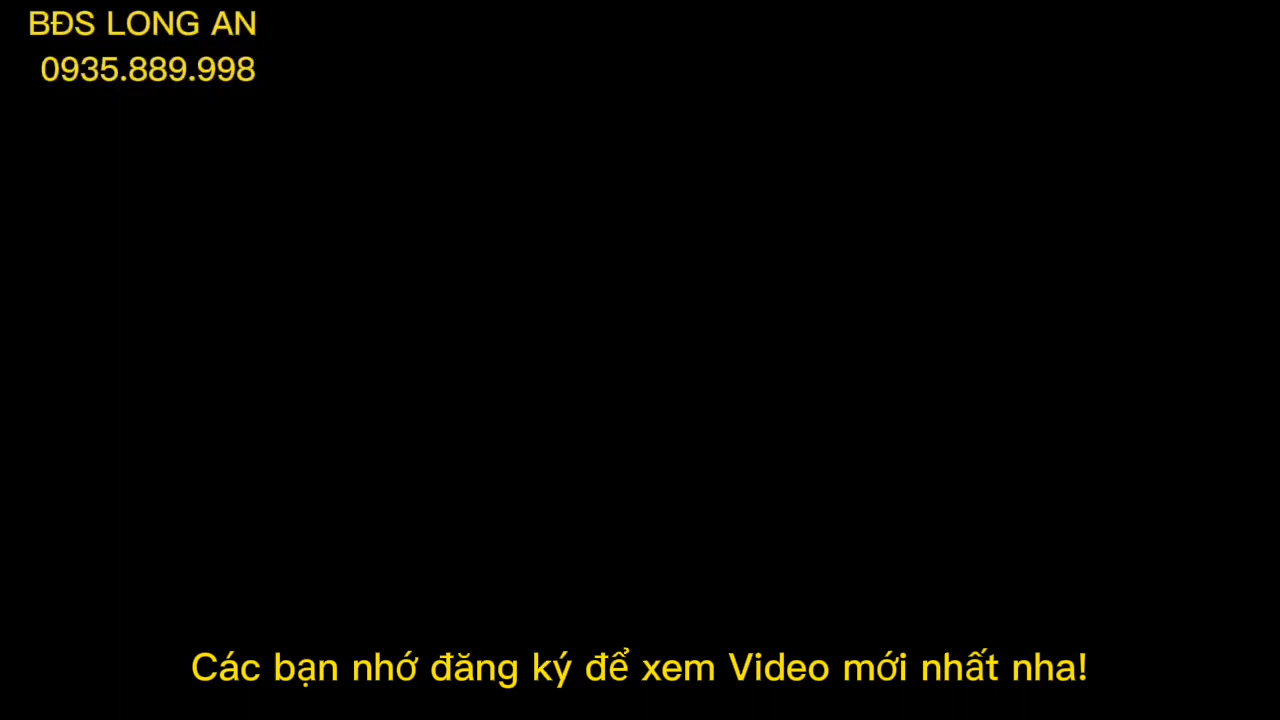 BĐS LONG AN
0935.889.998
Các bạn nhớ đăng ký để xem Video mới nhất nha!